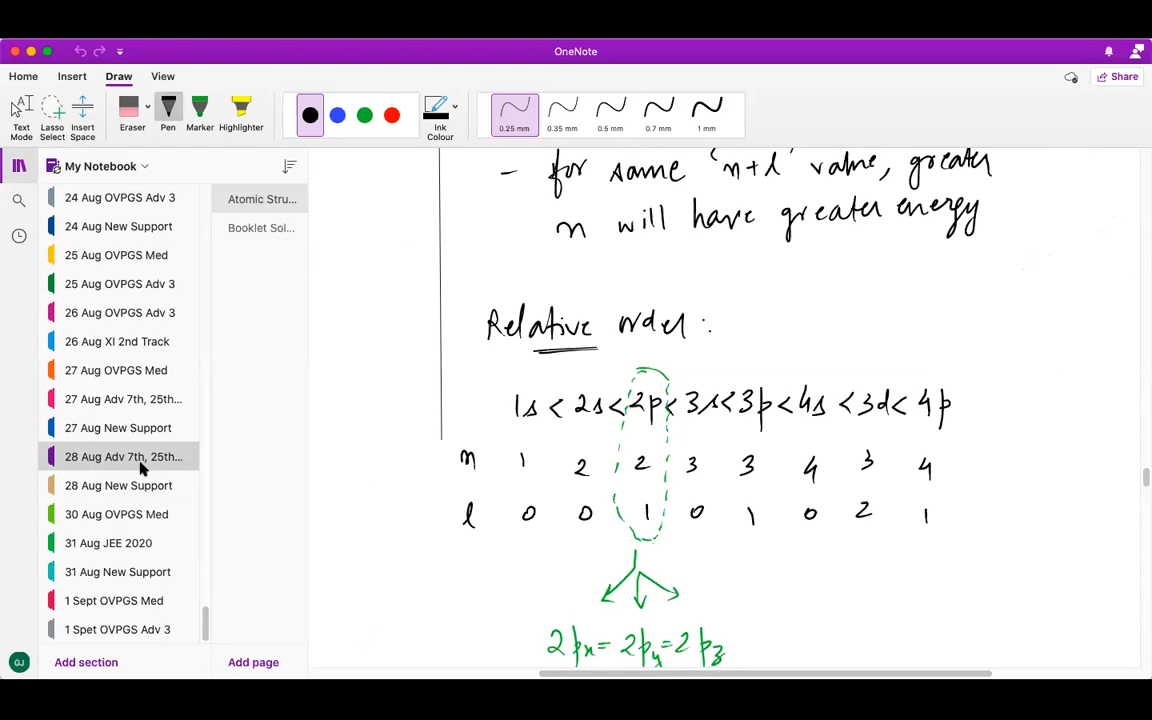 OneNote
Home Insert Draw View
Share
Text Mode
Lasso Select
Insert Space
Eraser
Pen
Marker
Highlighter
Ink Colour
0.25 mm
0.35 mm
0.5 mm
0.7 mm
1 mm
My Notebook
24 Aug OVPGS Adv 3
24 Aug New Support
25 Aug OVPGS Med
25 Aug OVPGS Adv 3
26 Aug OVPGS Adv 3
26 Aug XI 2nd Track
27 Aug OVPGS Med
27 Aug Adv 7th, 25th...
27 Aug New Support
28 Aug Adv 7th, 25th...
28 Aug New Support
30 Aug OVPGS Med
31 Aug JEE 2020
31 Aug New Support
1 Sept OVPGS Med
1 Spet OVPGS Adv 3
GJ
Add section
Atomic Stru...
Booklet Sol...
Add page
- for same 'n+l' value, greater
n will have greater energy
Relative order :
1s < 2s < 2p < 3s < 3p < 4s < 3d < 4p
n 1 2 2 3 3 4 3 4
l 0 0 1 0 1 0 2 1
2px = 2py = 2pz